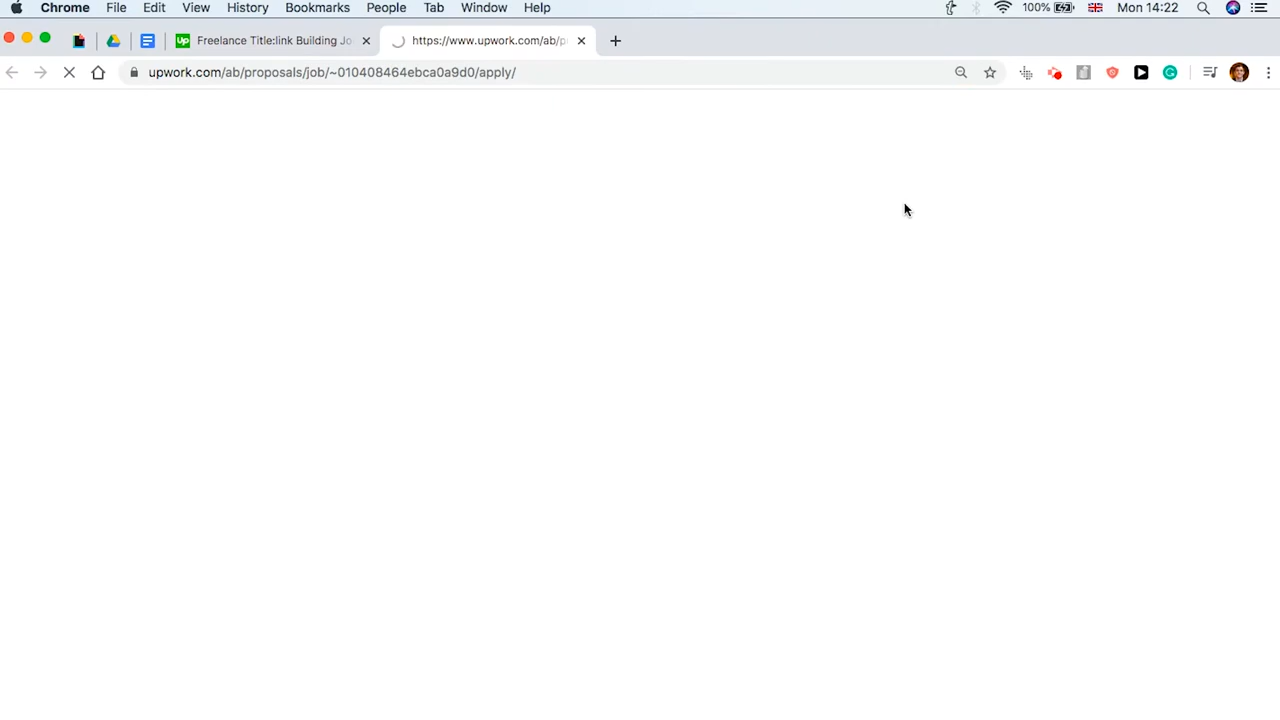 Chrome File Edit View History Bookmarks People Tab Window Help 100% Mon 14:22
Up Freelance Title:link Building Jo https://www.upwork.com/ab/p
upwork.com/ab/proposals/job/~010408464ebca0a9d0/apply/